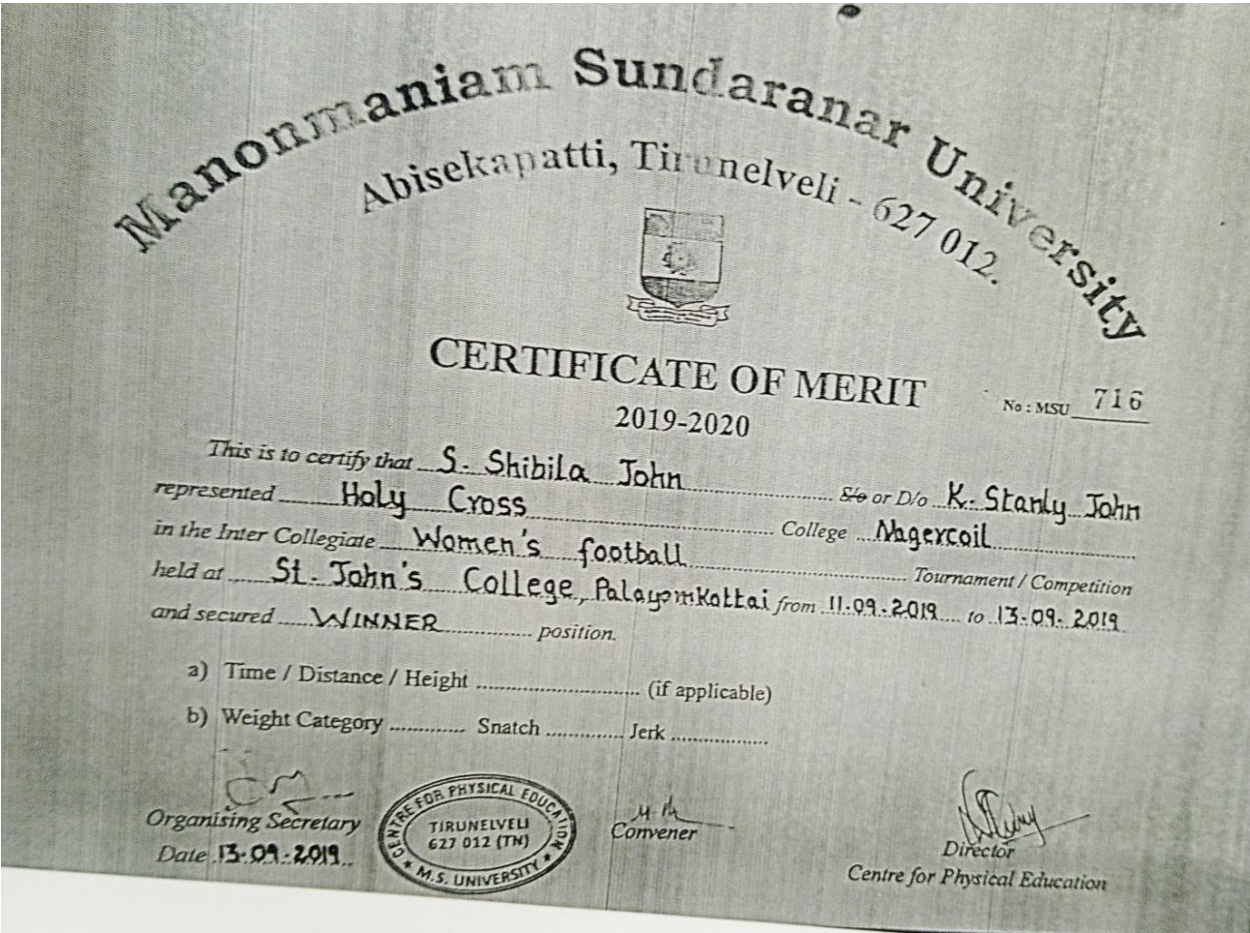 Manonmaniam Sundaranar University
Abisekapatti, Tirunelveli - 627 012.
CERTIFICATE OF MERIT
No : MSU 716
2019-2020
This is to certify that S. Shibila John S/o or D/o K. Stanly John
represented Holy Cross College Nagercoil
in the Inter Collegiate Women's football Tournament / Competition
held at St. John's College, Palayamkottai from 11.09.2019 to 13.09.2019
and secured WINNER position.
a) Time / Distance / Height (if applicable)
b) Weight Category Snatch Jerk
Organising Secretary
Date 13.09.2019
CENTRE FOR PHYSICAL EDUCATION
TIRUNELVELI
627 012 (TN)
M.S. UNIVERSITY
Convener
Director
Centre for Physical Education